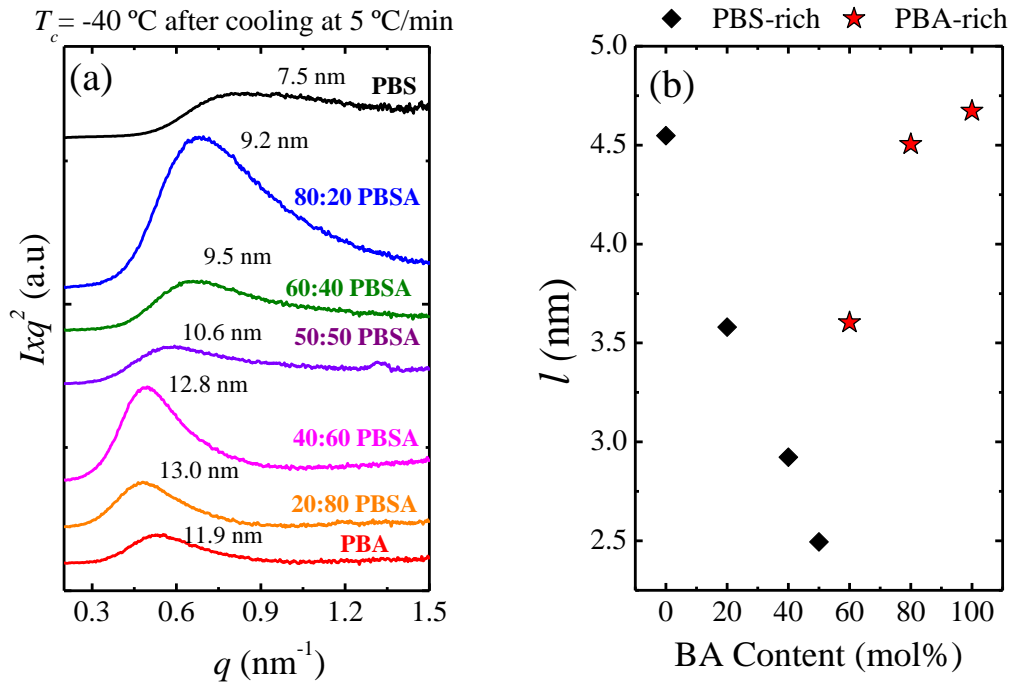 T_c = -40 ºC after cooling at 5 ºC/min
(a)
7.5 nm
PBS
9.2 nm
80:20 PBSA
9.5 nm
60:40 PBSA
10.6 nm
50:50 PBSA
12.8 nm
40:60 PBSA
13.0 nm
20:80 PBSA
11.9 nm
PBA
Ixq² (a.u)
0.3 0.6 0.9 1.2 1.5
q (nm⁻¹)
PBS-rich PBA-rich
(b)
5.0
4.5
4.0
3.5
3.0
2.5
l (nm)
0 20 40 60 80 100
BA Content (mol%)